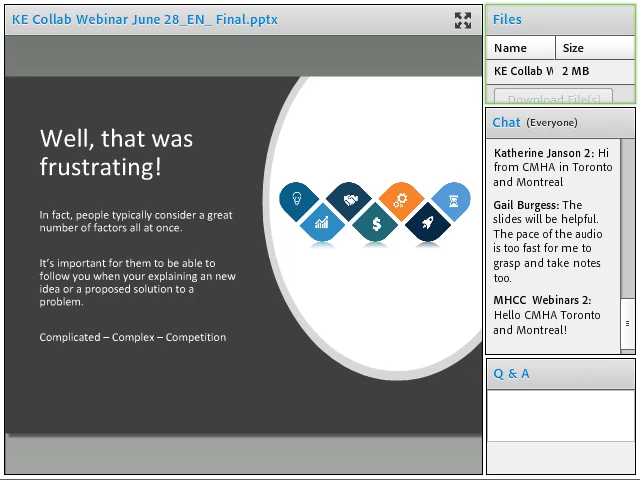 KE Collab Webinar June 28_EN_ Final.pptx
Well, that was
frustrating!
In fact, people typically consider a great
number of factors all at once.
It's important for them to be able to
follow you when your explaining an new
idea or a proposed solution to a
problem.
Complicated – Complex – Competition
$
Files
Name Size
KE Collab W 2 MB
Download File(s)
Chat (Everyone)
Katherine Janson 2: Hi
from CMHA in Toronto
and Montreal
Gail Burgess: The
slides will be helpful.
The pace of the audio
is too fast for me to
grasp and take notes
too.
MHCC Webinars 2:
Hello CMHA Toronto
and Montreal!
Q & A